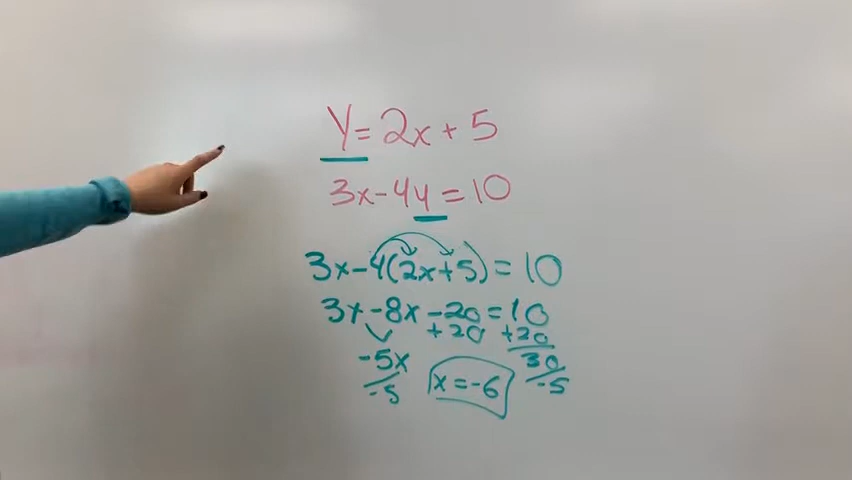 y = 2x + 5
3x - 4y = 10
3x - 4(2x + 5) = 10
3x - 8x - 20 = 10
+ 20 + 20
-5x 30
-5 x = -6 -5